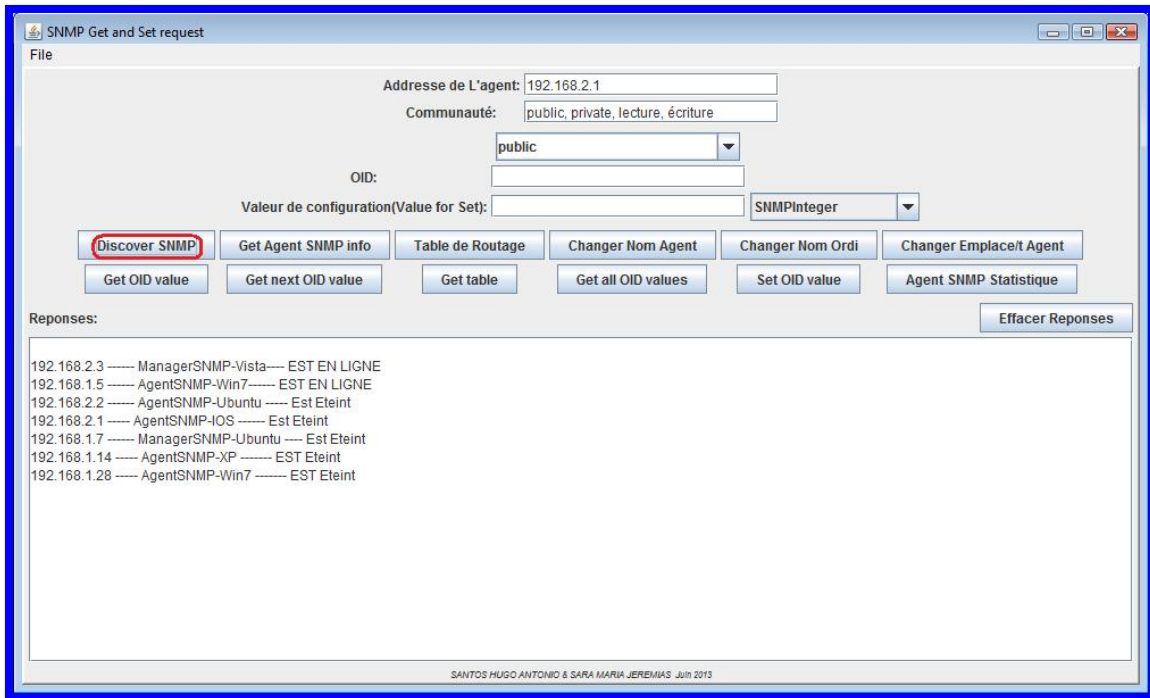 SNMP Get and Set request
File
Addresse de L'agent: 192.168.2.1
Communauté: public, private, lecture, écriture
public
OID:
Valeur de configuration(Value for Set): SNMPInteger
Discover SNMP Get Agent SNMP info Table de Routage Changer Nom Agent Changer Nom Ordi Changer Emplace/t Agent
Get OID value Get next OID value Get table Get all OID values Set OID value Agent SNMP Statistique
Reponses: Effacer Reponses
192.168.2.3 ------ ManagerSNMP-Vista---- EST EN LIGNE
192.168.1.5 ------ AgentSNMP-Win7------ EST EN LIGNE
192.168.2.2 ------ AgentSNMP-Ubuntu ----- Est Eteint
192.168.2.1 ----- AgentSNMP-IOS ------ Est Eteint
192.168.1.7 ------ ManagerSNMP-Ubuntu ---- Est Eteint
192.168.1.14 ----- AgentSNMP-XP ------- EST Eteint
192.168.1.28 ----- AgentSNMP-Win7 ------- EST Eteint
SANTOS HUGO ANTONIO & SARA MARIA JEREMIAS Juin 2013